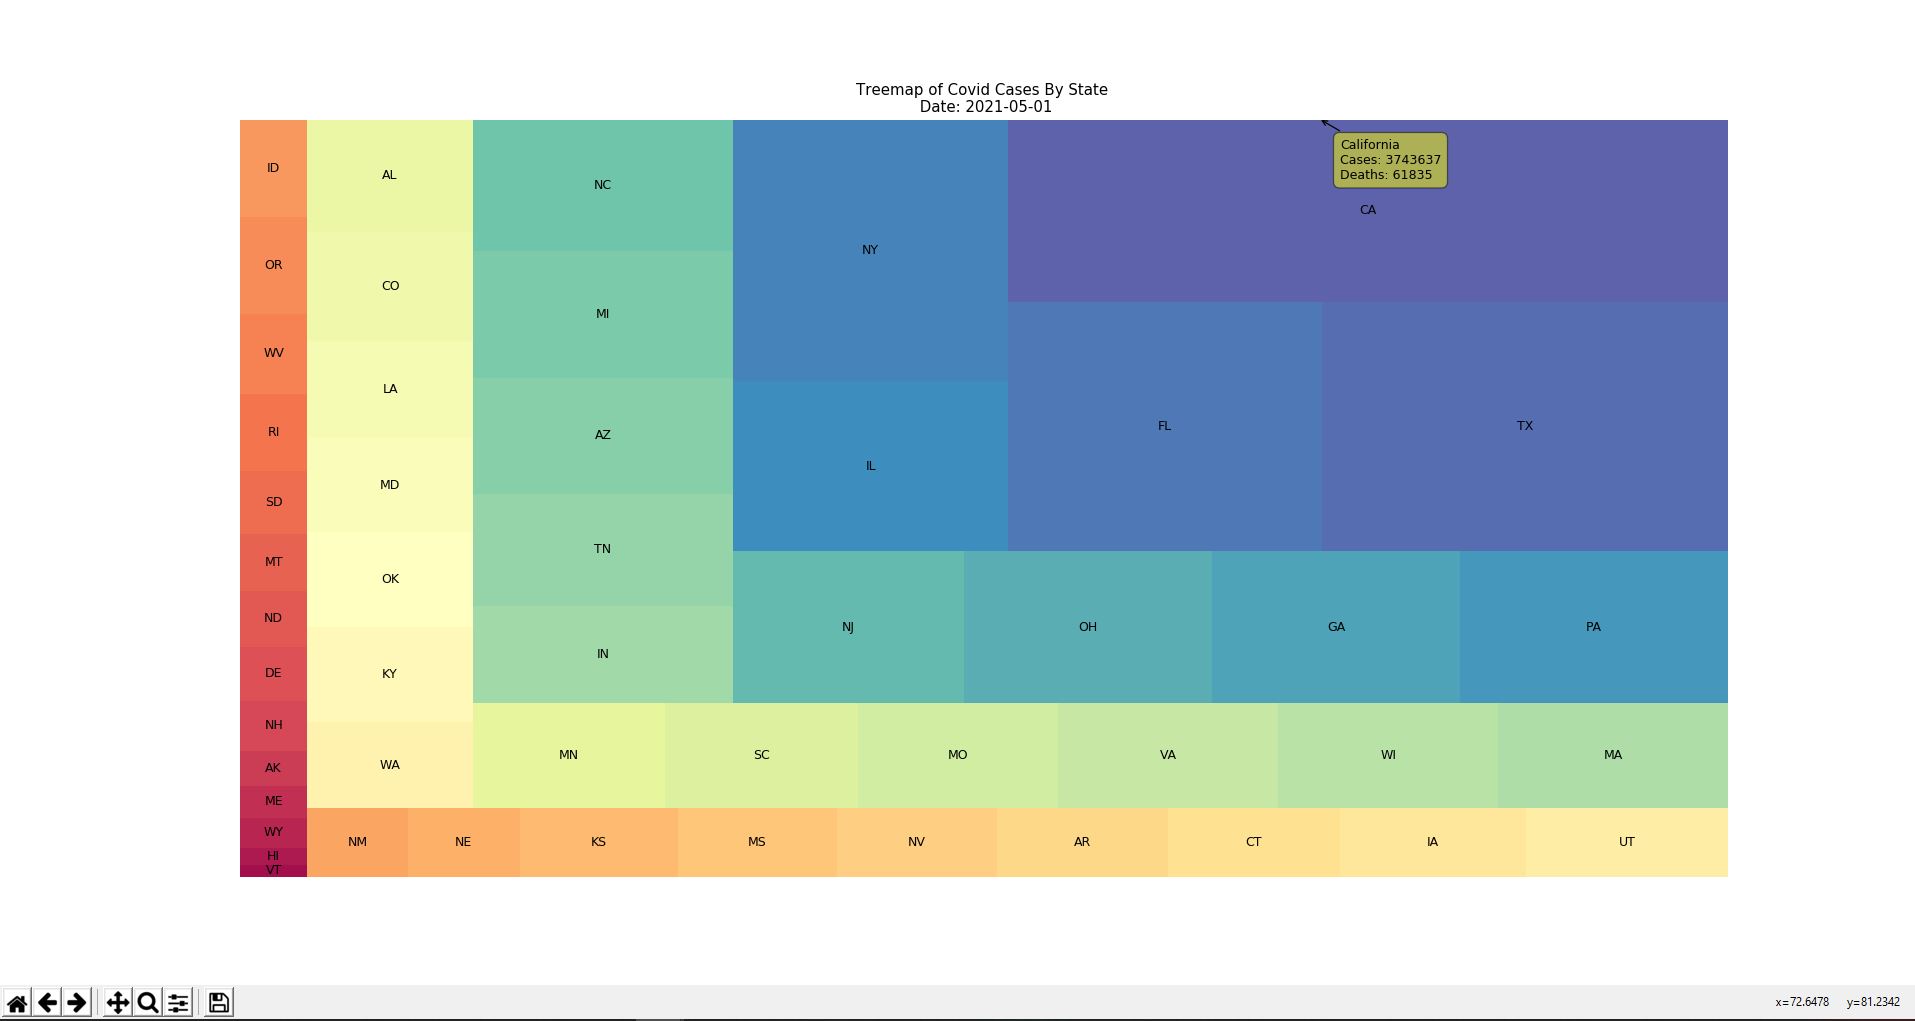 Treemap of Covid Cases By State
Date: 2021-05-01
ID
AL
NC
NY
California
Cases: 3743637
Deaths: 61835
CA
OR
CO
MI
WV
LA
AZ
FL
TX
RI
MD
IL
SD
OK
TN
MT
ND
KY
IN
NJ
OH
GA
PA
DE
NH
WA
MN
SC
MO
VA
WI
MA
AK
ME
WY
NM
NE
KS
MS
NV
AR
CT
IA
UT
HI
VT
x=72.6478 y=81.2342